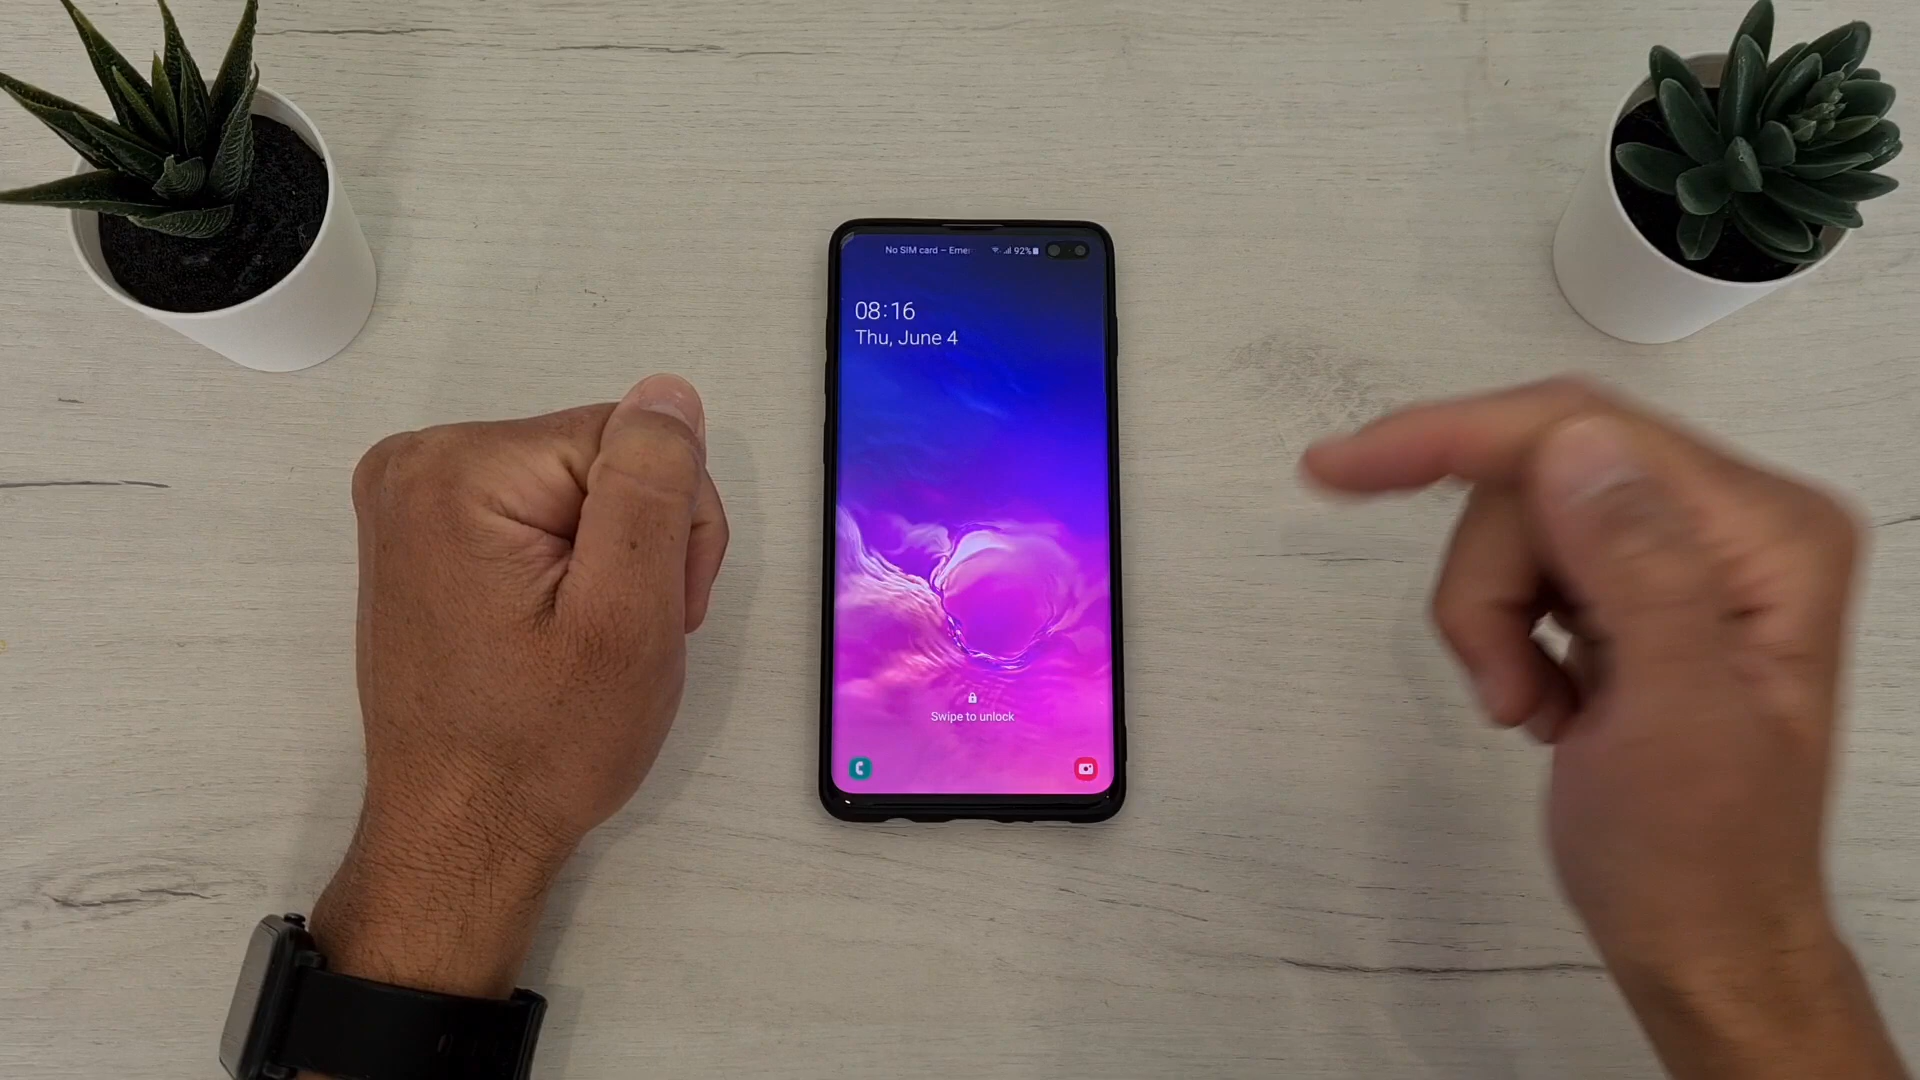 No SIM card – Emer 92%
08:16
Thu, June 4
Swipe to unlock